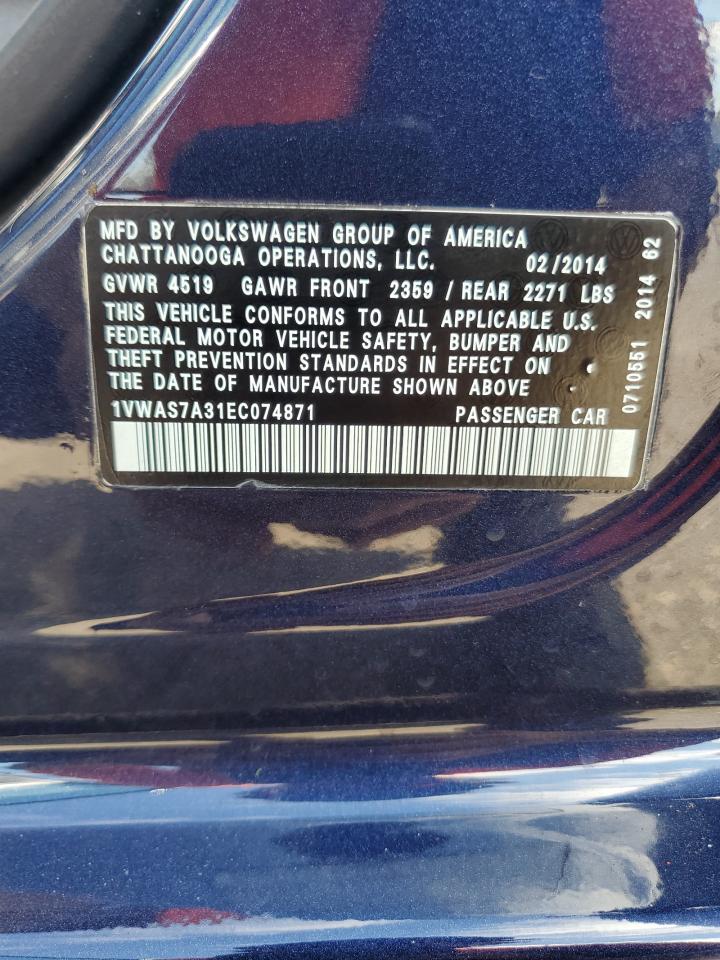 MFD BY VOLKSWAGEN GROUP OF AMERICA
CHATTANOOGA OPERATIONS, LLC. 02/2014
GVWR 4519 GAWR FRONT 2359 / REAR 2271 LBS
THIS VEHICLE CONFORMS TO ALL APPLICABLE U.S.
FEDERAL MOTOR VEHICLE SAFETY, BUMPER AND
THEFT PREVENTION STANDARDS IN EFFECT ON
THE DATE OF MANUFACTURE SHOWN ABOVE
1VWAS7A31EC074871 PASSENGER CAR
0710551 2014 62